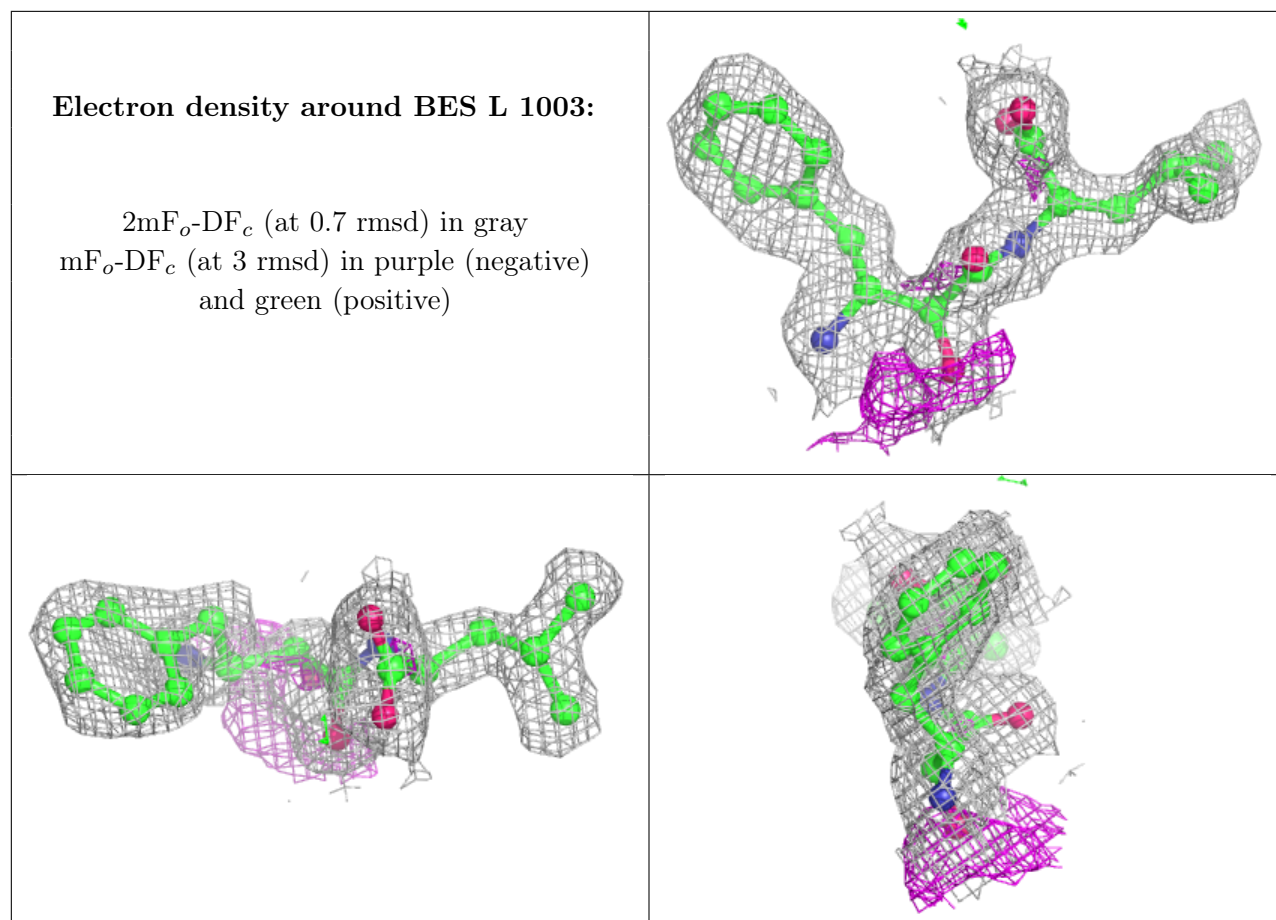 Electron density around BES L 1003:
2mFo-DFc (at 0.7 rmsd) in gray
mFo-DFc (at 3 rmsd) in purple (negative)
and green (positive)